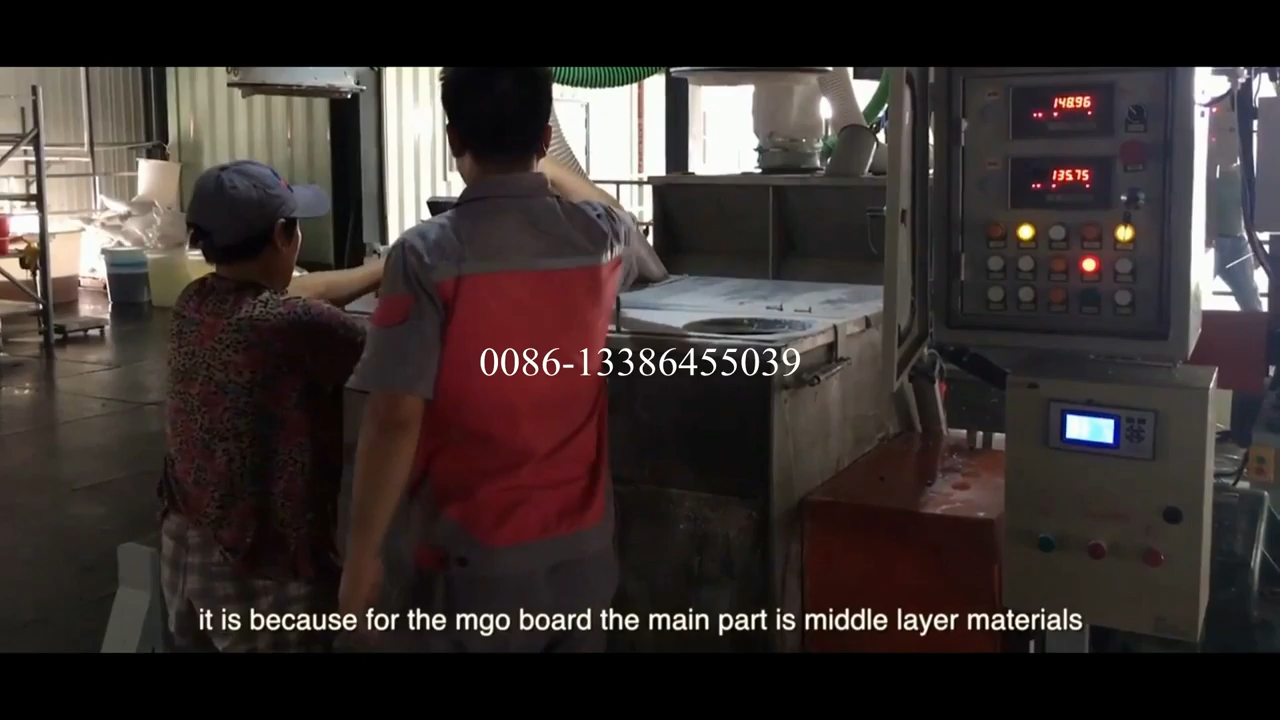 148.96
135.75
0086-13386455039
it is because for the mgo board the main part is middle layer materials